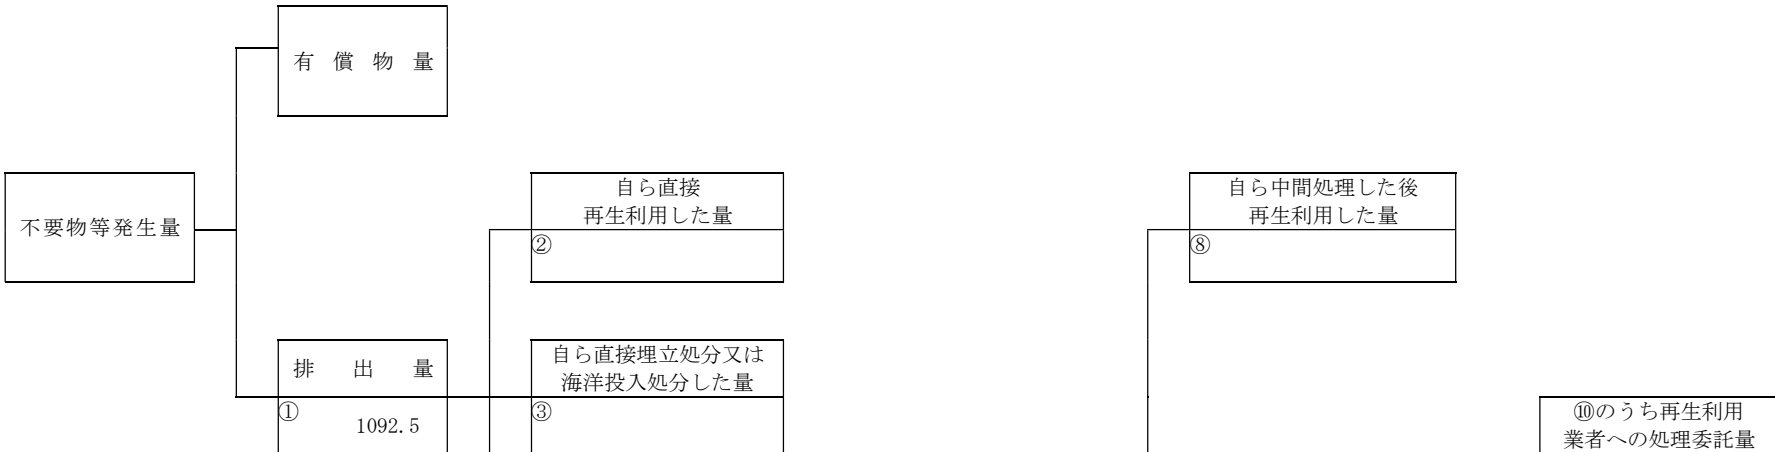 有償物量
自ら直接
再生利用した量
自ら中間処理した後
再生利用した量
不要物等発生量
②
⑧
排出量
自ら直接埋立処分又は
海洋投入処分した量
①
1092.5
③
⑩のうち再生利用
業者への処理委託量